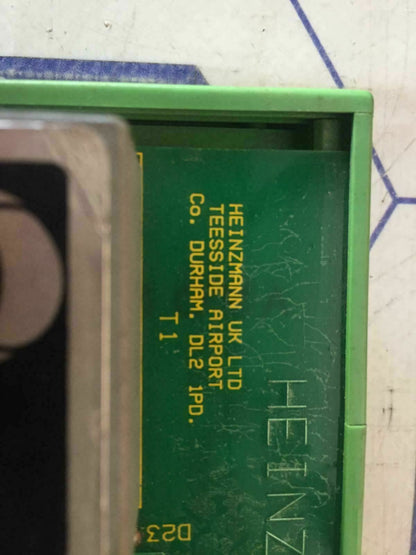 HEINZMANN UK LTD
TEESSIDE AIRPORT
Co. DURHAM. DL2 1PD.
T1
HEINZ
D23